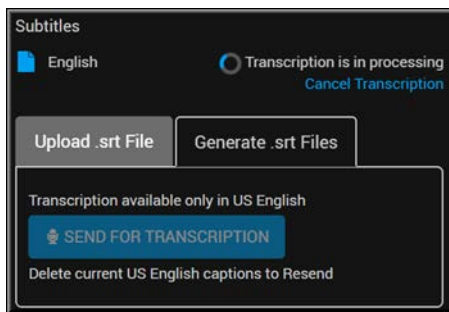 Subtitles
English
Transcription is in processing
Cancel Transcription
Upload .srt File
Generate .srt Files
Transcription available only in US English
SEND FOR TRANSCRIPTION
Delete current US English captions to Resend